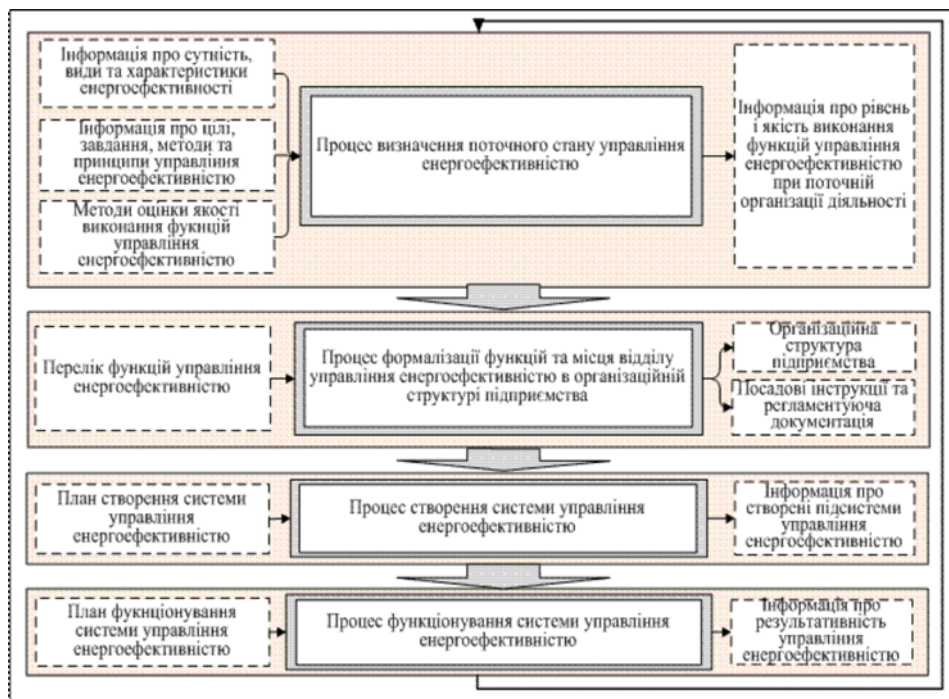 Інформація про сутність,
види та характеристики
енергоефективності
Інформація про цілі,
завдання, методи та
принципи управління
енергоефективністю
Методи оцінки якості
виконання фукнцій
управління
енергоефективністю
Процес визначення поточного стану управління
енергоефективністю
Інформація про рівень
і якість виконання
функцій управління
енергоефективністю
при поточній
організації діяльності
Перелік функцій управління
енергоефективністю
Процес формалізації функцій та місця відділу
управління енергоефективністю в організаційній
структурі підприємства
Організаційна
структура
підприємства
Посадові інструкції та
регламентуюча
документація
План створення системи
управління
енергоефективністю
Процес створення системи управління
енергоефективністю
Інформація про
створені підсистеми
управління
енергоефективністю
План фукнціонування
системи управління
енергоефективністю
Процес функціонування системи управління
енергоефективністю
Інформація про
результативність
управління
енергоефективністю